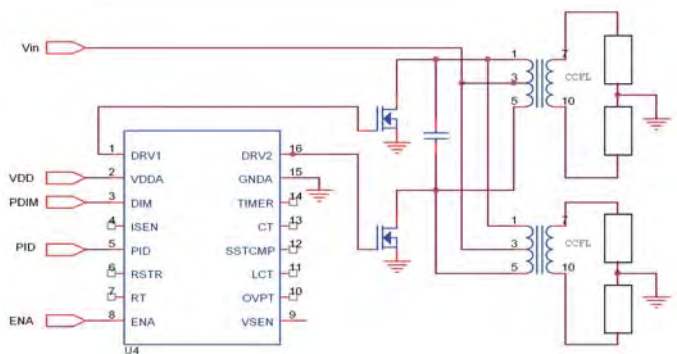 Vin
1
7
3
CCFL
5
10
1 DRV1 DRV2 16
VDD 2 VDDA GNDA 15
PDIM 3 DIM TIMER 14
4 ISEN CT 13
PID 5 PID SSTCMP 12
6 RSTR LCT 11
7 RT OVPT 10
ENA 8 ENA VSEN 9
U4
1
7
3
CCFL
5
10